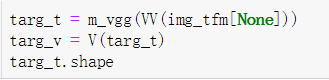 targ_t = m_vgg(VV(img_tfm[None]))
targ_v = V(targ_t)
targ_t.shape